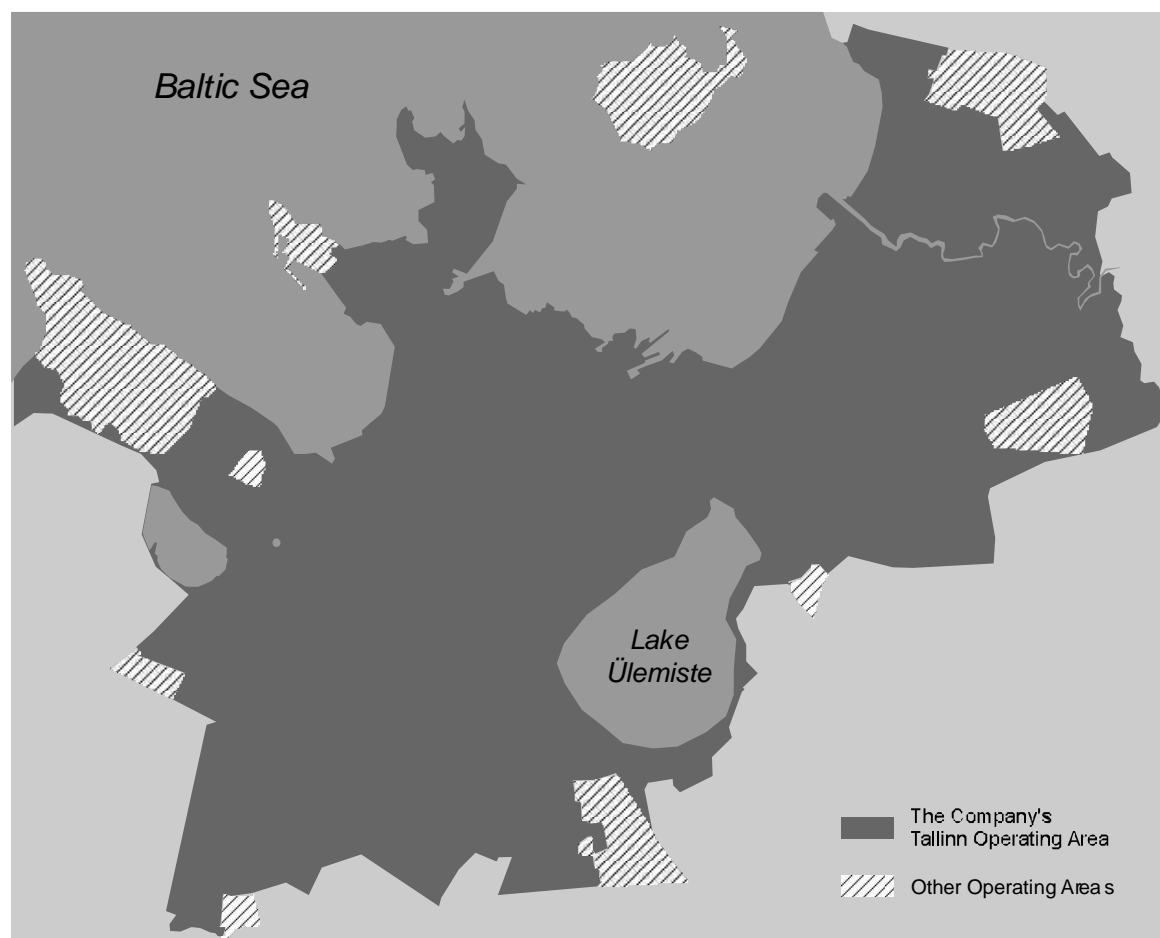 Baltic Sea
Lake
Ülemiste
The Company's
Tallinn Operating Area
Other Operating Areas